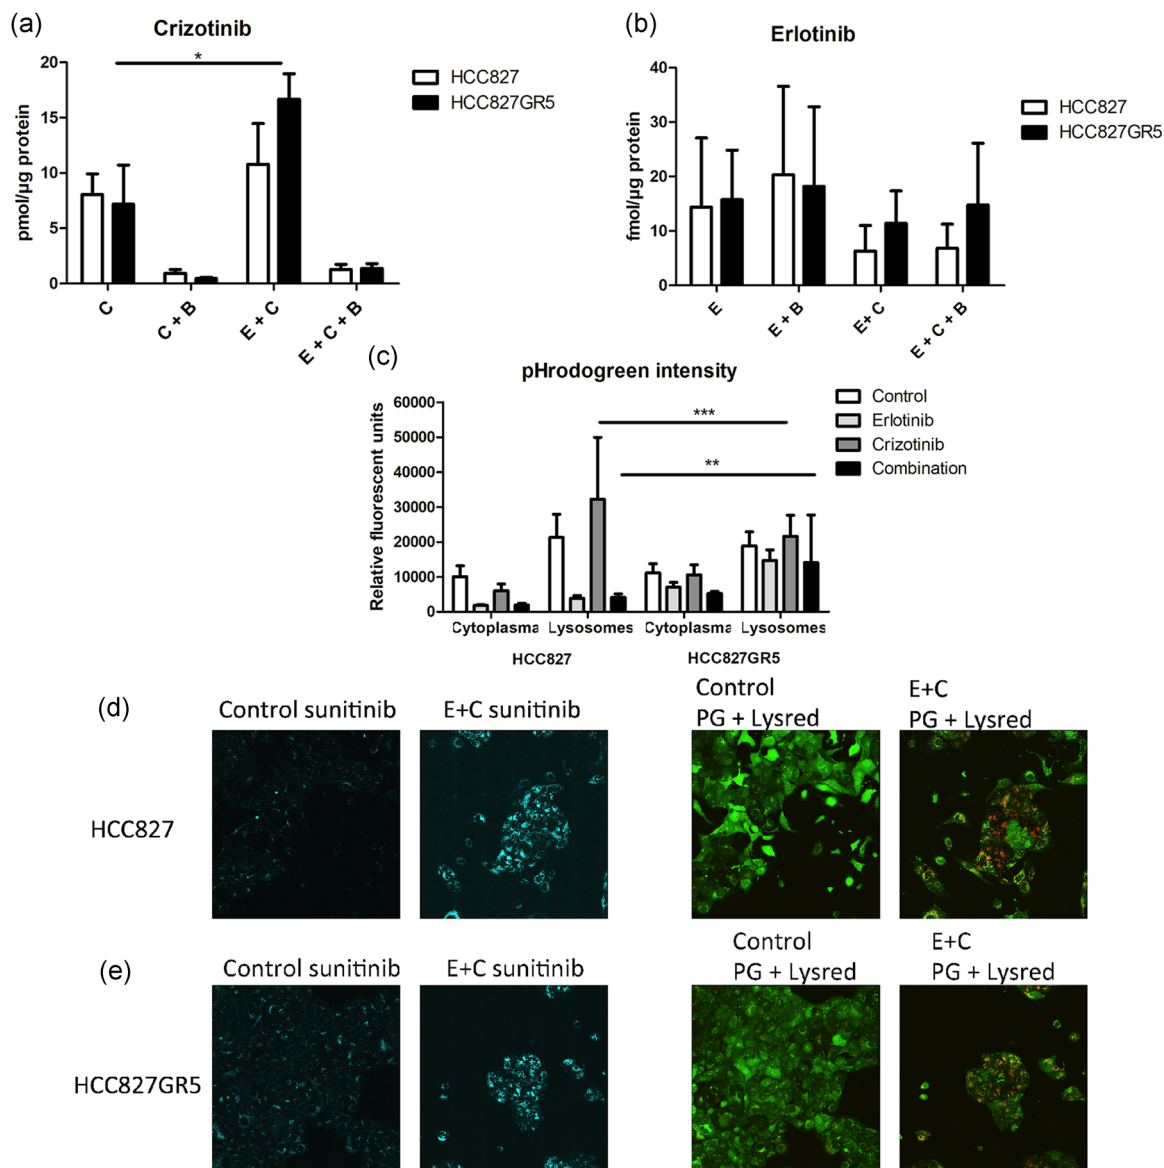 (a)
Crizotinib
pmol/µg protein
20
15
10
5
0
*
HCC827
HCC827GR5
C
C + B
E + C
E + C + B
(b)
Erlotinib
fmol/µg protein
40
30
20
10
0
HCC827
HCC827GR5
E
E + B
E+ C
E + C + B
(c)
pHrodogreen intensity
Relative fluorescent units
60000
50000
40000
30000
20000
10000
0
***
**
Control
Erlotinib
Crizotinib
Combination
Cytoplasma Lysosomes Cytoplasma Lysosomes
HCC827 HCC827GR5
(d)
Control sunitinib
E+C sunitinib
Control
PG + Lysred
E+C
PG + Lysred
HCC827
(e)
Control sunitinib
E+C sunitinib
Control
PG + Lysred
E+C
PG + Lysred
HCC827GR5